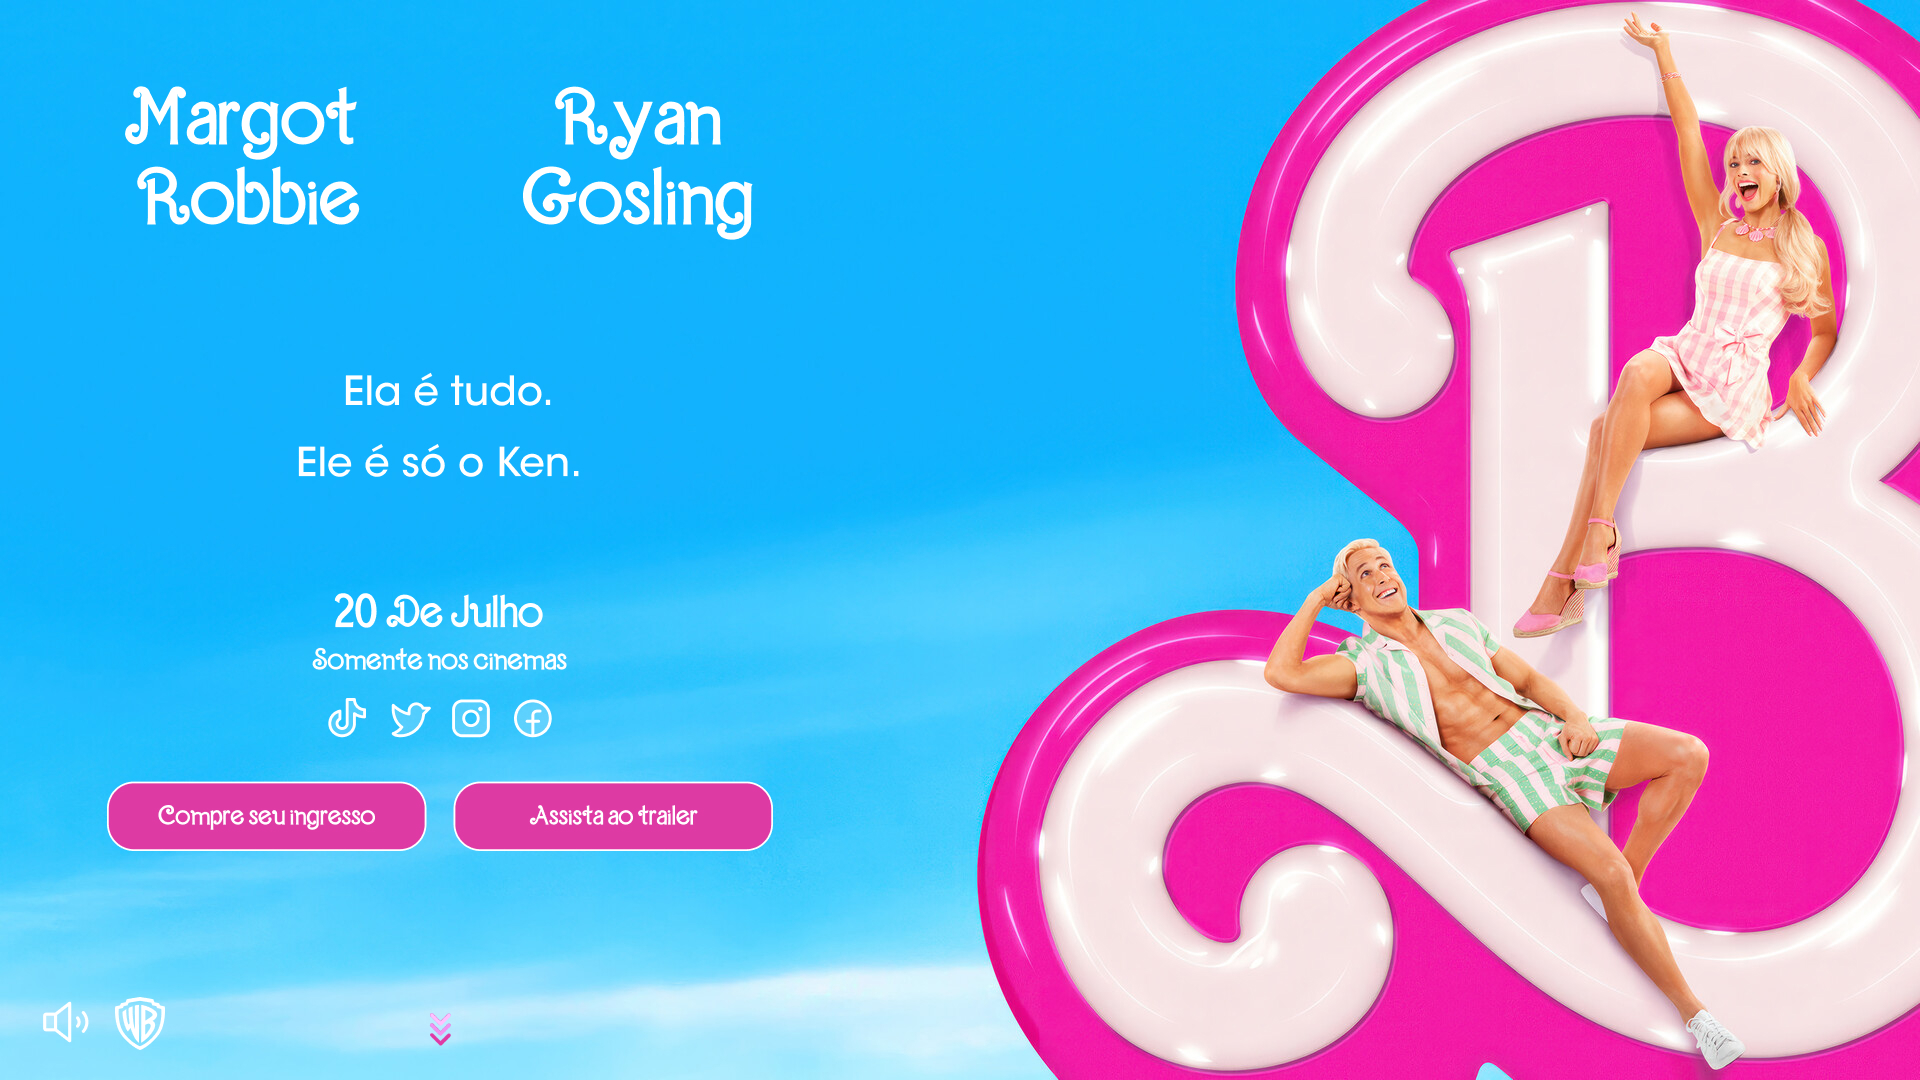 Margot
Robbie
Ryan
Gosling
Ela é tudo.
Ele é só o Ken.
20 De Julho
Somente nos cinemas
Compre seu ingresso
Assista ao trailer
WB
B